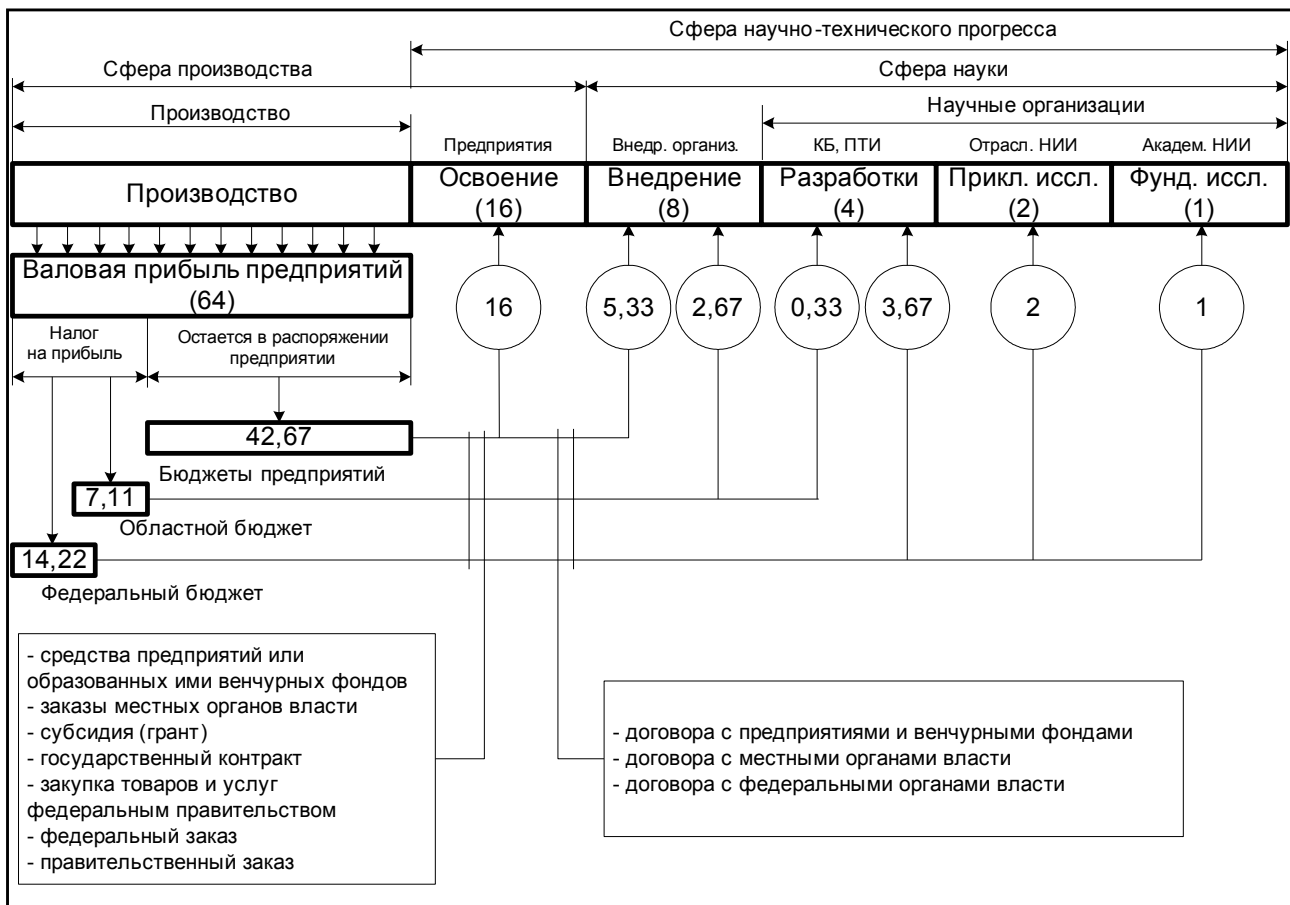 Сфера научно-технического прогресса
Сфера производства
Сфера науки
Производство
Научные организации
Предприятия
Внедр. организ.
КБ, ПТИ
Отрасл. НИИ
Академ. НИИ
Производство
Освоение
(16)
Внедрение
(8)
Разработки
(4)
Прикл. иссл.
(2)
Фунд. иссл.
(1)
Валовая прибыль предприятий
(64)
16
5,33
2,67
0,33
3,67
2
1
Налог
на прибыль
Остается в распоряжении
предприятии
42,67
Бюджеты предприятий
7,11
Областной бюджет
14,22
Федеральный бюджет
- средства предприятий или
образованных ими венчурных фондов
- заказы местных органов власти
- субсидия (грант)
- государственный контракт
- закупка товаров и услуг
федеральным правительством
- федеральный заказ
- правительственный заказ
- договора с предприятиями и венчурными фондами
- договора с местными органами власти
- договора с федеральными органами власти